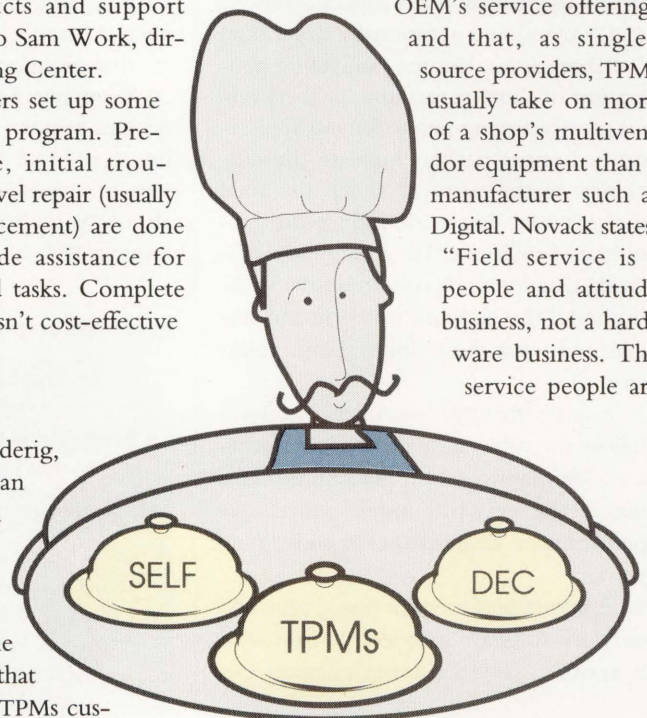 ucts and support
o Sam Work, dir-
ng Center.
ers set up some
program. Pre-
e, initial trou-
vel repair (usually
cement) are done
de assistance for
l tasks. Complete
sn't cost-effective
derig,
an
e
that
TPMs cus-
OEM's service offering
and that, as single
source providers, TPM
usually take on mor
of a shop's multiven
dor equipment than
manufacturer such a
Digital. Novack states
"Field service is
people and attitud
business, not a hard
ware business. Th
service people ar
SELF
TPMs
DEC